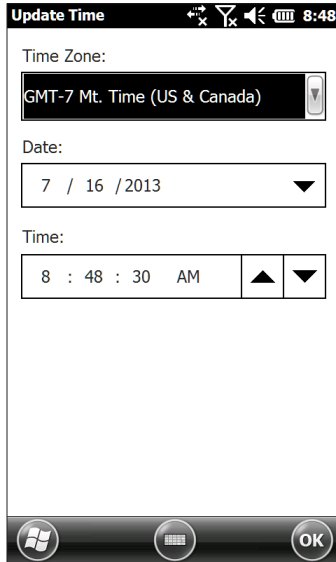 Update Time 8:48
Time Zone:
GMT-7 Mt. Time (US & Canada)
Date:
7 / 16 / 2013
Time:
8 : 48 : 30 AM
OK